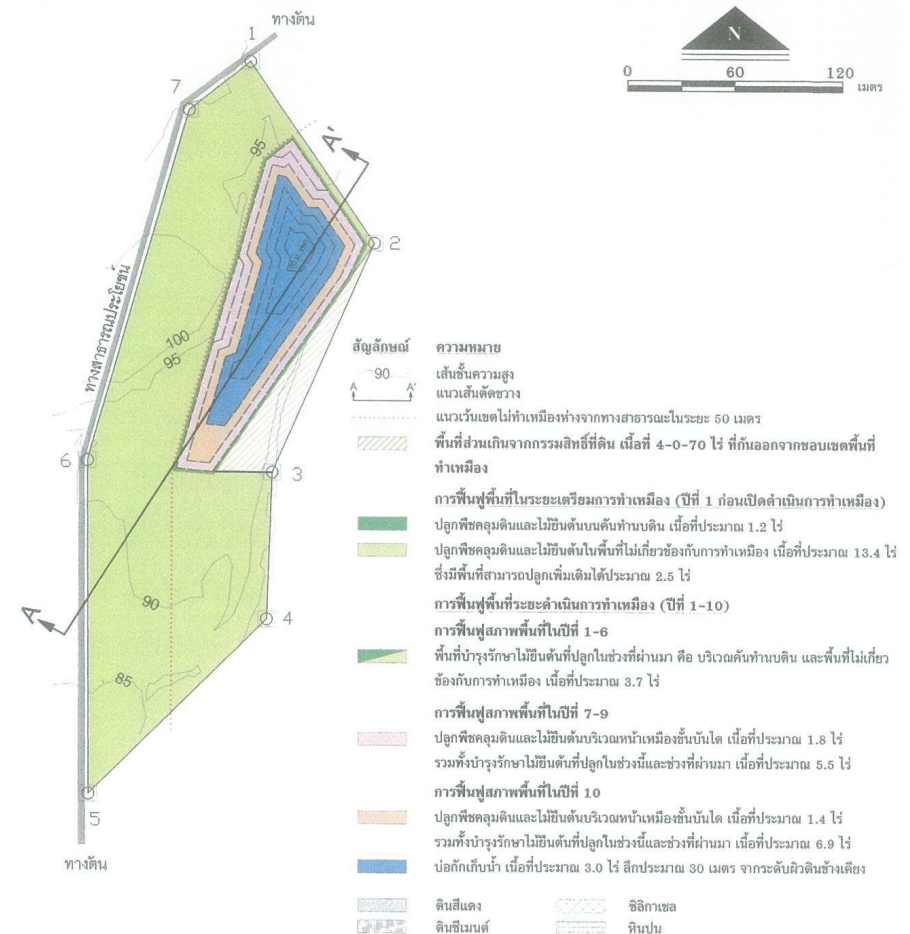 ทางตัน
1
N
0 60 120
เมตร
7
95
A'
2
ทางสาธารณประโยชน์
100
95
สัญลักษณ์ ความหมาย
90 เส้นชั้นความสูง
A A' แนวเส้นตัดขวาง
แนวเว้นเขตไม่ทำเหมืองห่างจากทางสาธารณะในระยะ 50 เมตร
พื้นที่ส่วนเกินจากกรรมสิทธิ์ที่ดิน เนื้อที่ 4-0-70 ไร่ ที่กันออกจากขอบเขตพื้นที่
ทำเหมือง
6
3
การฟื้นฟูพื้นที่ในระยะเตรียมการทำเหมือง (ปีที่ 1 ก่อนเปิดดำเนินการทำเหมือง)
ปลูกพืชคลุมดินและไม้ยืนต้นบนคันทำนบดิน เนื้อที่ประมาณ 1.2 ไร่
ปลูกพืชคลุมดินและไม้ยืนต้นในพื้นที่ไม่เกี่ยวข้องกับการทำเหมือง เนื้อที่ประมาณ 13.4 ไร่
ซึ่งมีพื้นที่สามารถปลูกเพิ่มเติมได้ประมาณ 2.5 ไร่
90
A
4
การฟื้นฟูพื้นที่ระยะดำเนินการทำเหมือง (ปีที่ 1-10)
การฟื้นฟูสภาพพื้นที่ในปีที่ 1-6
พื้นที่บำรุงรักษาไม้ยืนต้นที่ปลูกในช่วงที่ผ่านมา คือ บริเวณคันทำนบดิน และพื้นที่ไม่เกี่ยว
ข้องกับการทำเหมือง เนื้อที่ประมาณ 3.7 ไร่
85
การฟื้นฟูสภาพพื้นที่ในปีที่ 7-9
ปลูกพืชคลุมดินและไม้ยืนต้นบริเวณหน้าเหมืองขั้นบันได เนื้อที่ประมาณ 1.8 ไร่
รวมทั้งบำรุงรักษาไม้ยืนต้นที่ปลูกในช่วงนี้และช่วงที่ผ่านมา เนื้อที่ประมาณ 5.5 ไร่
การฟื้นฟูสภาพพื้นที่ในปีที่ 10
5
ปลูกพืชคลุมดินและไม้ยืนต้นบริเวณหน้าเหมืองขั้นบันได เนื้อที่ประมาณ 1.4 ไร่
รวมทั้งบำรุงรักษาไม้ยืนต้นที่ปลูกในช่วงนี้และช่วงที่ผ่านมา เนื้อที่ประมาณ 6.9 ไร่
ทางตัน
บ่อกักเก็บน้ำ เนื้อที่ประมาณ 3.0 ไร่ ลึกประมาณ 30 เมตร จากระดับผิวดินข้างเคียง
ดินสีแดง ซิลิกาเชล
ดินซีเมนต์ หินปูน